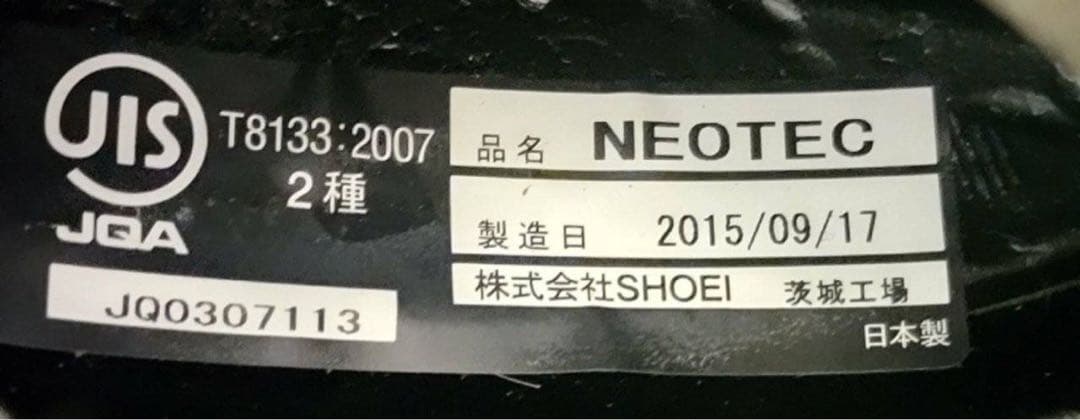 JIS
T8133:2007
2種
JQA
JQ0307113
品名 NEOTEC
製造日 2015/09/17
株式会社SHOEI 茨城工場
日本製